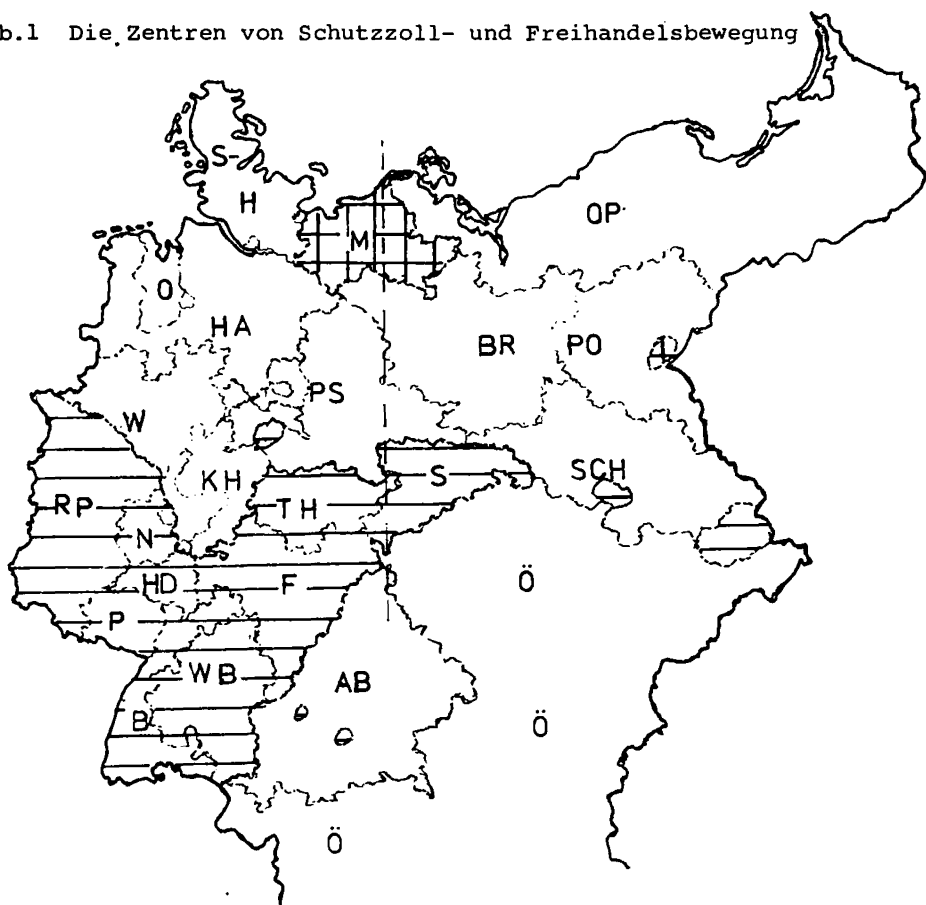 b.1 Die Zentren von Schutzzoll- und Freihandelsbewegung
S-
H
M
OP
O
HA
BR
PO
PS
W
KH
S
SCH
RP
TH
N
HD
F
Ö
P
WB
AB
B
Ö
Ö